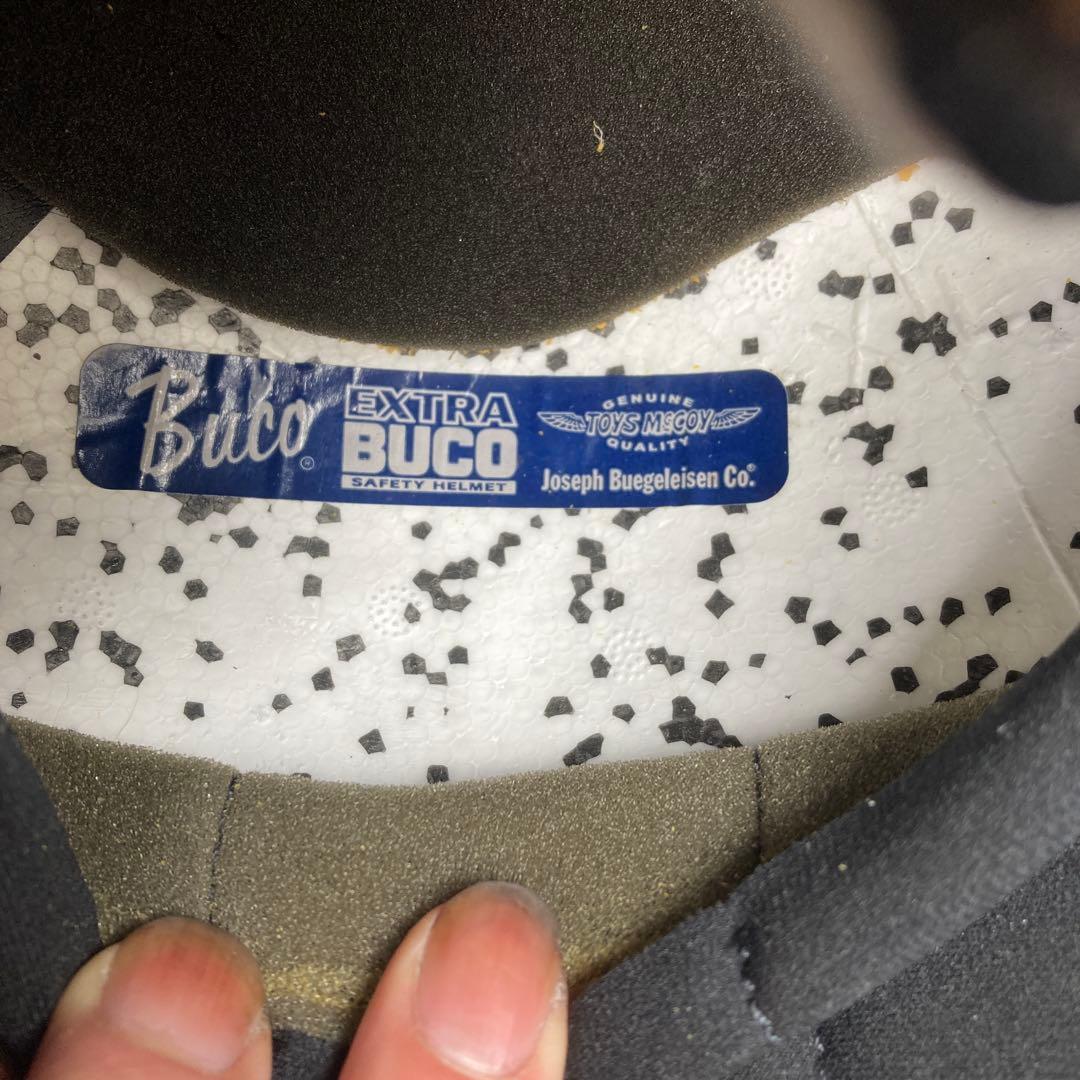 Buco®
EXTRA
BUCO
SAFETY HELMET
GENUINE
TOYS McCOY
QUALITY
Joseph Buegeleisen Co.®